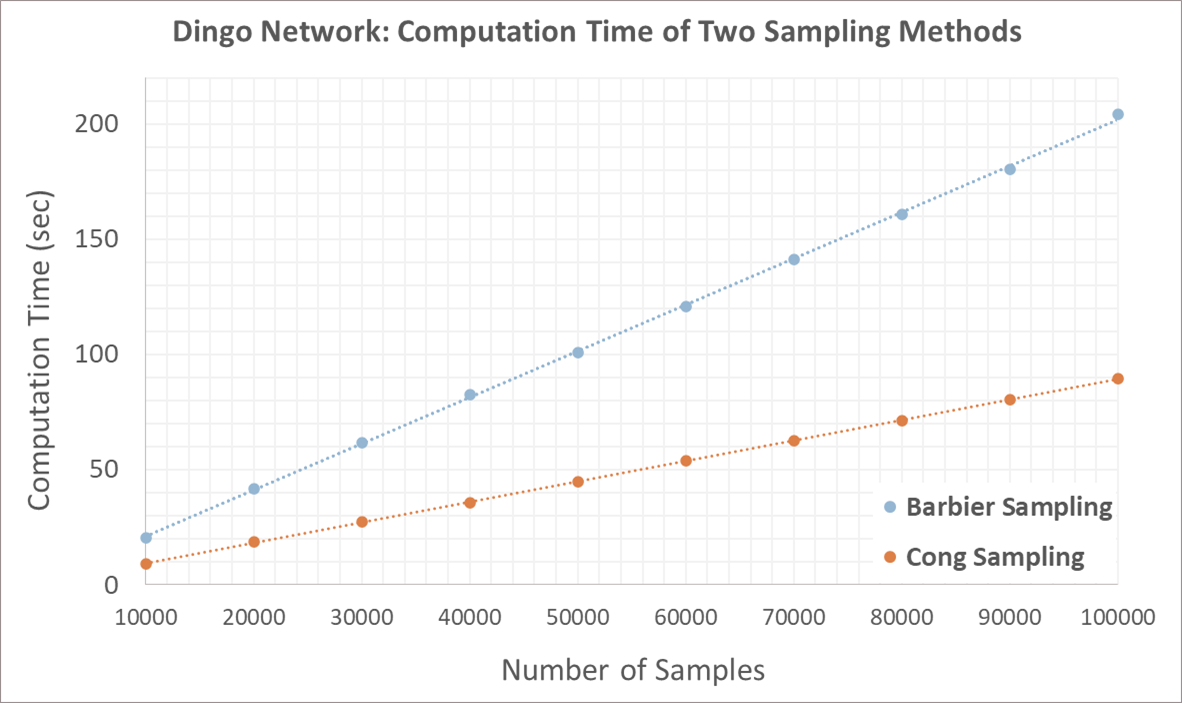 Dingo Network: Computation Time of Two Sampling Methods
Computation Time (sec)
200
150
100
50
0
Barbier Sampling
Cong Sampling
10000 20000 30000 40000 50000 60000 70000 80000 90000 100000
Number of Samples